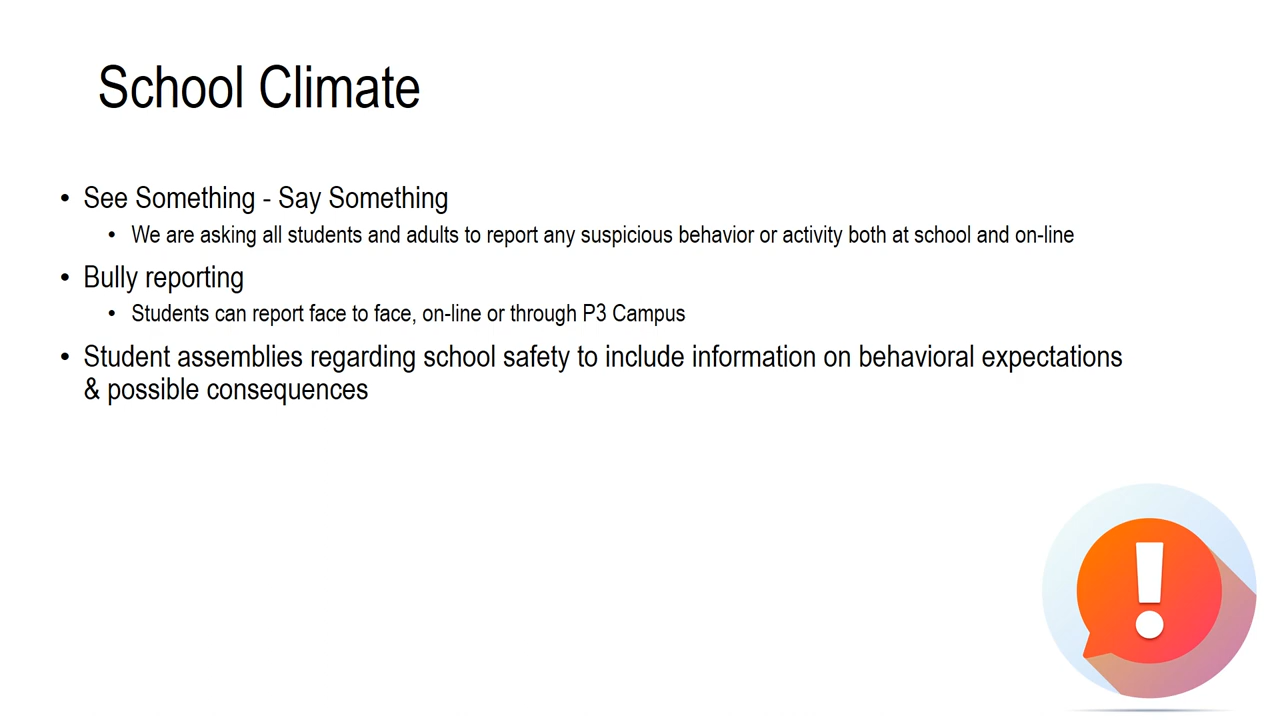 School Climate
• See Something - Say Something
• We are asking all students and adults to report any suspicious behavior or activity both at school and on-line
• Bully reporting
• Students can report face to face, on-line or through P3 Campus
• Student assemblies regarding school safety to include information on behavioral expectations
& possible consequences